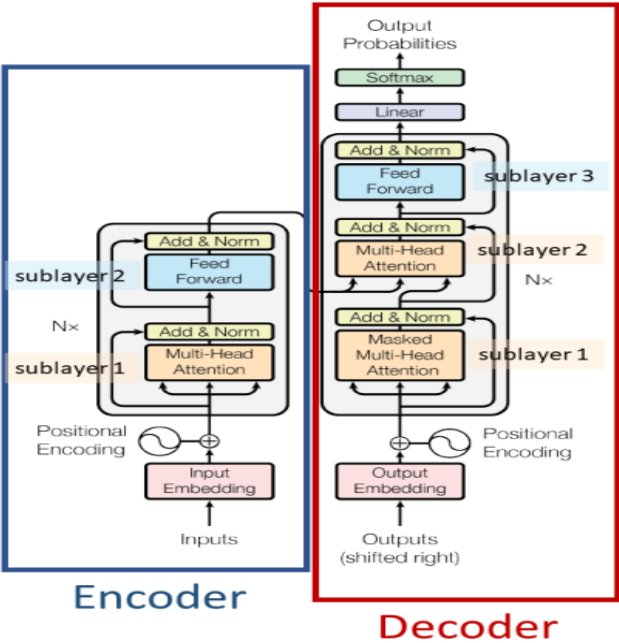 Output
Probabilities
Softmax
Linear
Add & Norm
Feed
Forward
sublayer 3
Add & Norm
Multi-Head
Attention
sublayer 2
N×
Add & Norm
Masked
Multi-Head
Attention
sublayer 1
Positional
Encoding
Output
Embedding
Outputs
(shifted right)
Decoder
Add & Norm
Feed
Forward
sublayer 2
N×
Add & Norm
Multi-Head
Attention
sublayer 1
Positional
Encoding
Input
Embedding
Inputs
Encoder